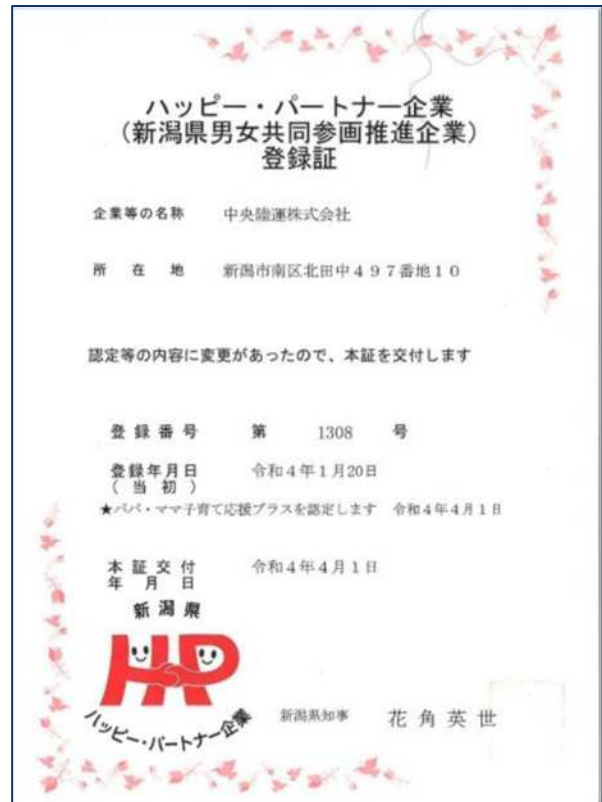 ハッピー・パートナー企業
(新潟県男女共同参画推進企業)
登録証
企業等の名称 中央陸運株式会社
所在地 新潟市南区北田中497番地10
認定等の内容に変更があったので、本証を交付します
登録番号 第 1308 号
登録年月日 令和4年1月20日
(当初)
★パパ・ママ子育て応援プラスを認定します 令和4年4月1日
本証交付 令和4年4月1日
年月日
新潟県
HP
ハッピー・パートナー企業
新潟県知事 花角英世